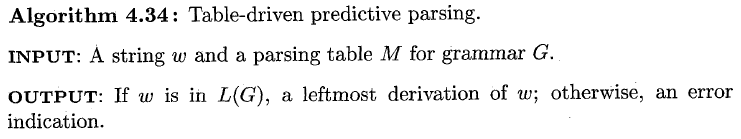 Algorithm 4.34: Table-driven predictive parsing.
INPUT: A string w and a parsing table M for grammar G.
OUTPUT: If w is in L(G), a leftmost derivation of w; otherwise, an error
indication.